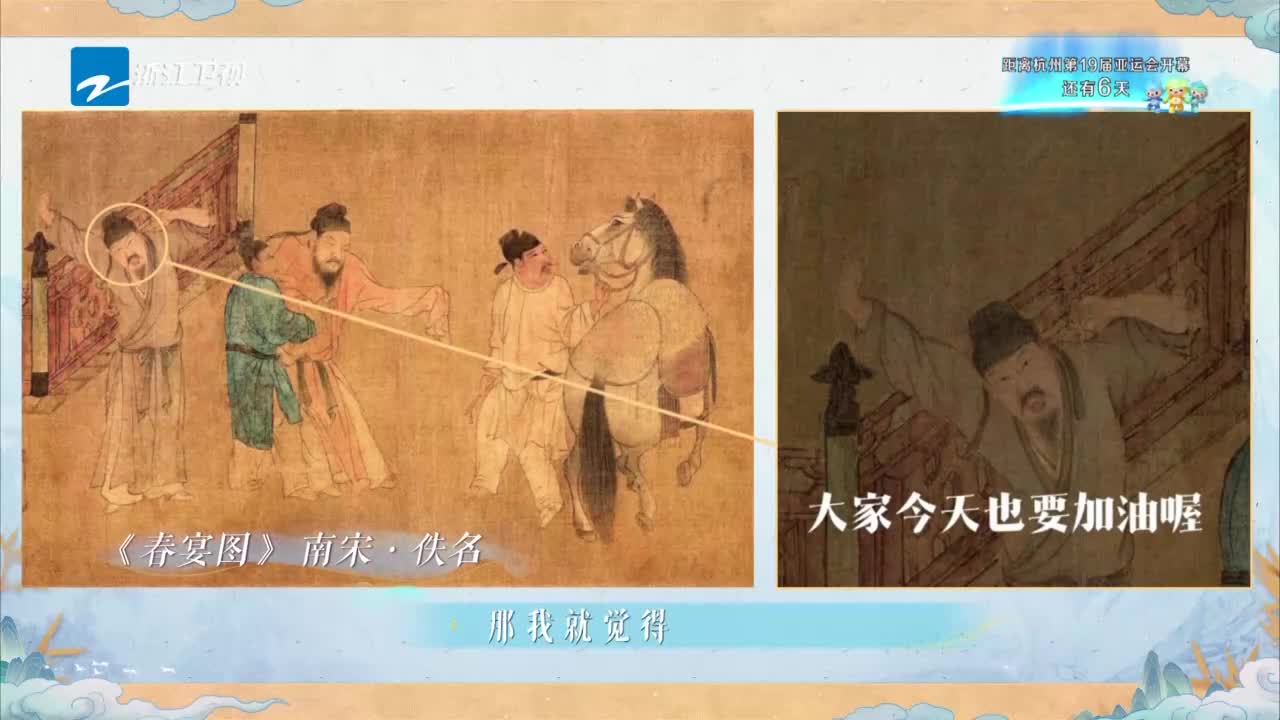 浙江卫视
距离杭州第19届亚运会开幕
还有6天
大家今天也要加油喔
《春宴图》 南宋·佚名
那我就觉得